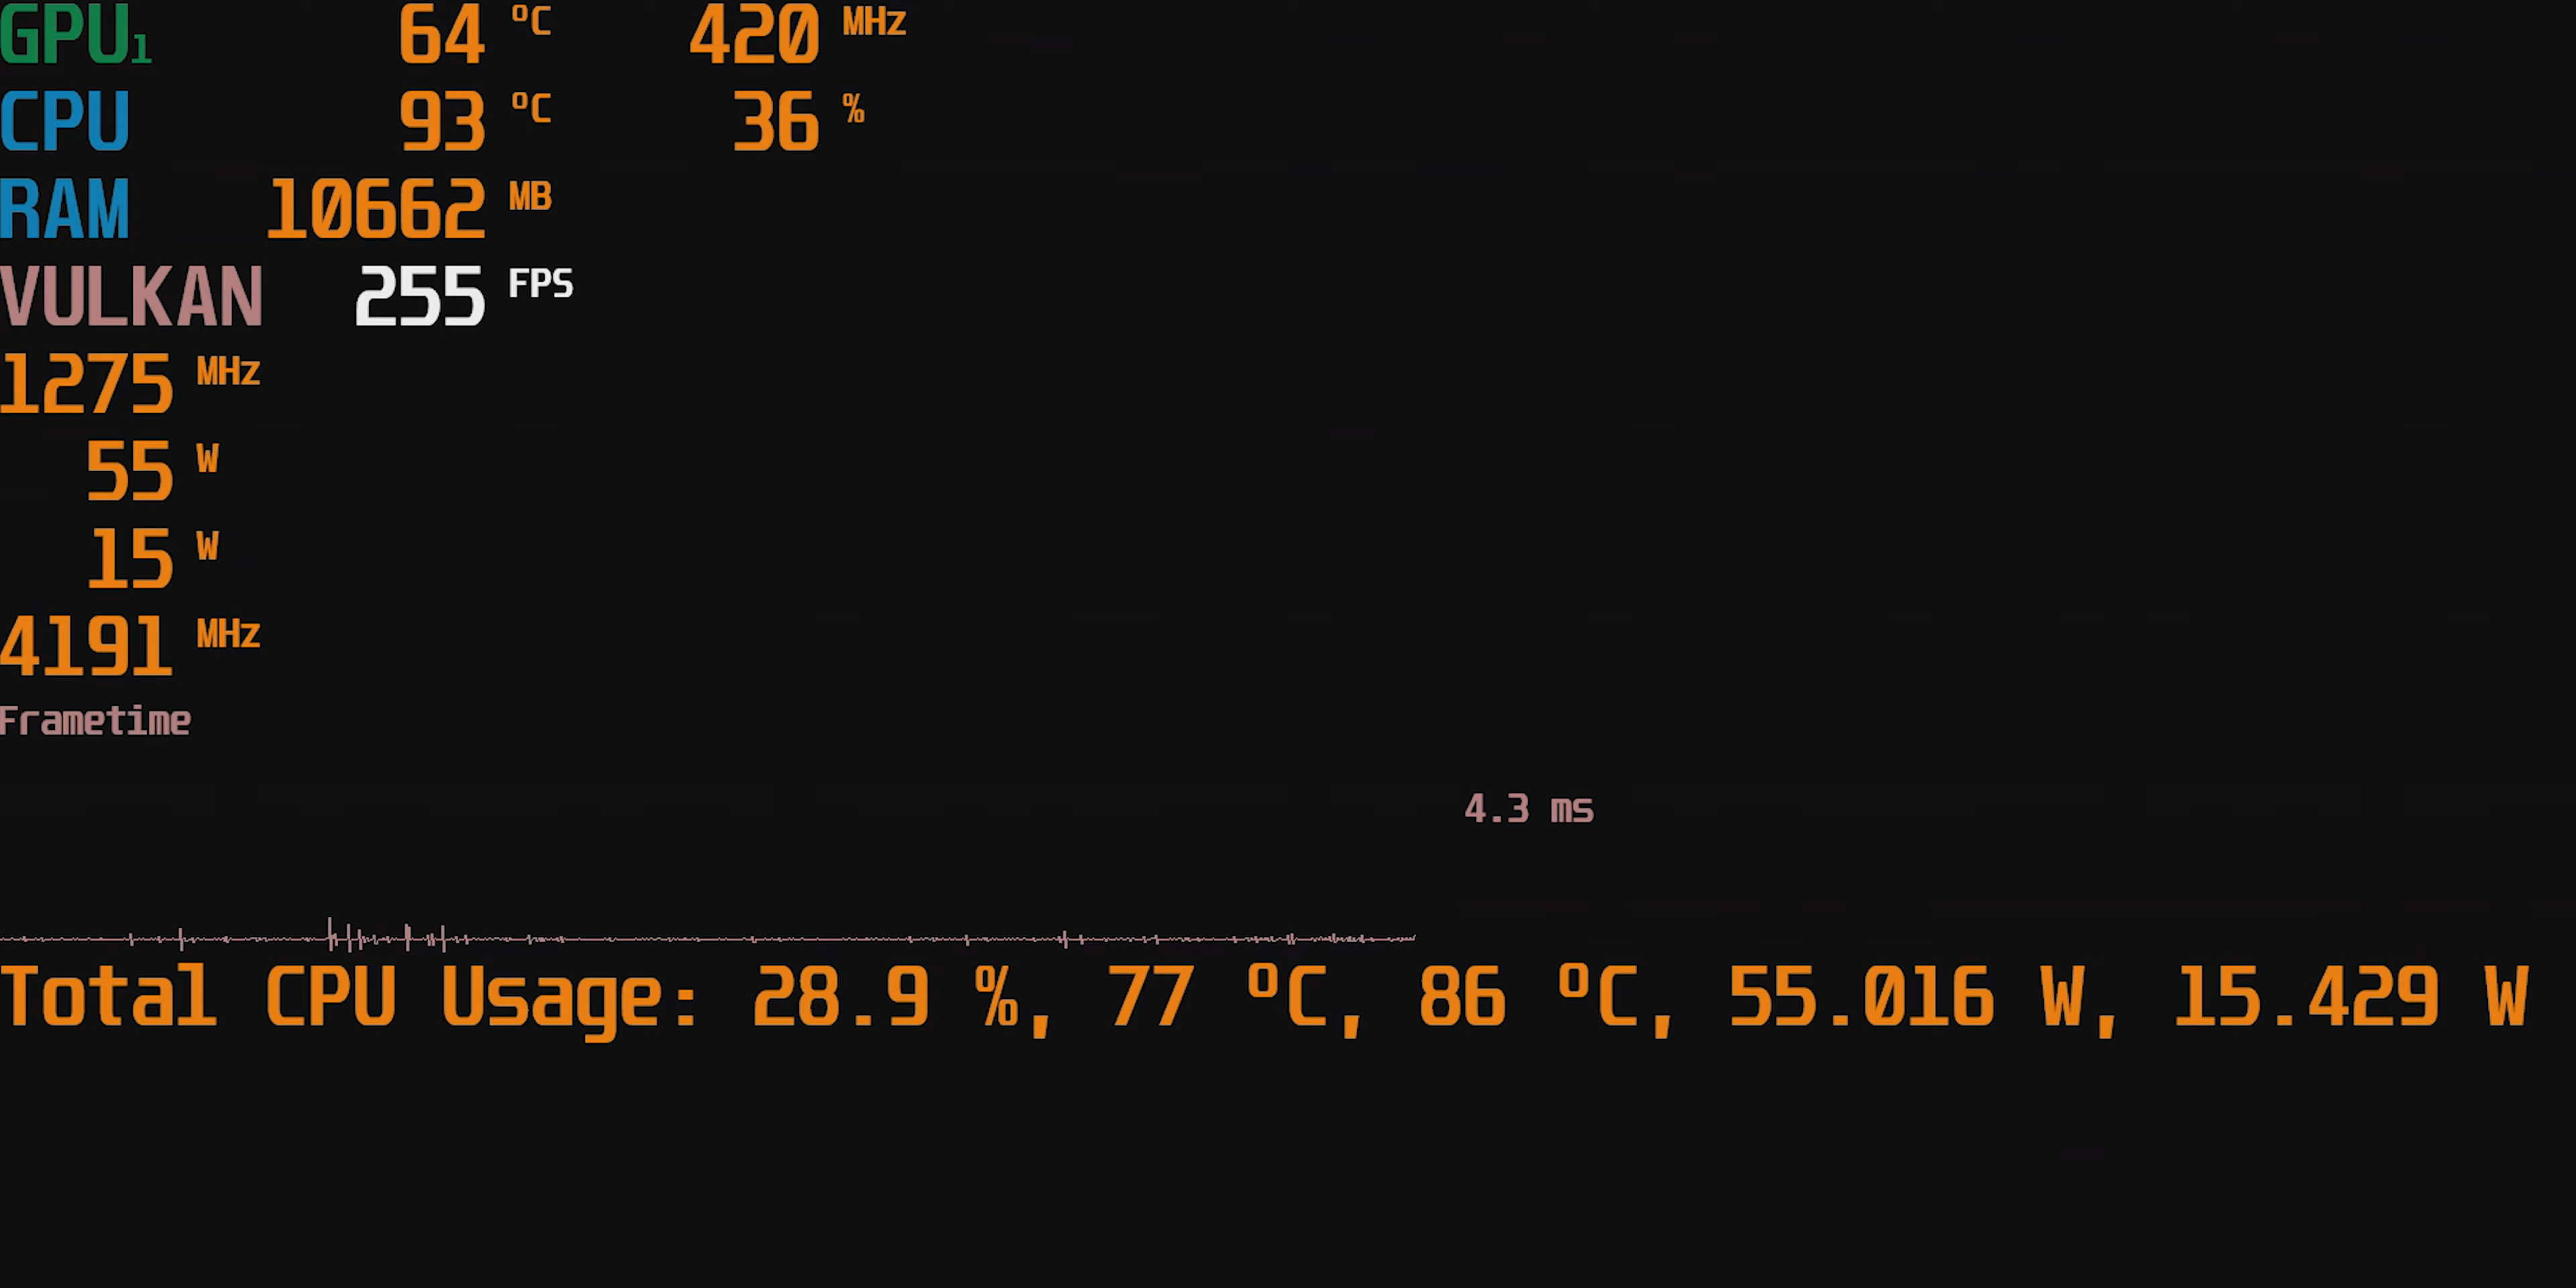 GPU1 64 °C 420 MHz
CPU 93 °C 36 %
RAM 10662 MB
VULKAN 255 FPS
1275 MHz
55 W
15 W
4191 MHz
Frametime
4.3 ms
Total CPU Usage: 28.9 %, 77 °C, 86 °C, 55.016 W, 15.429 W